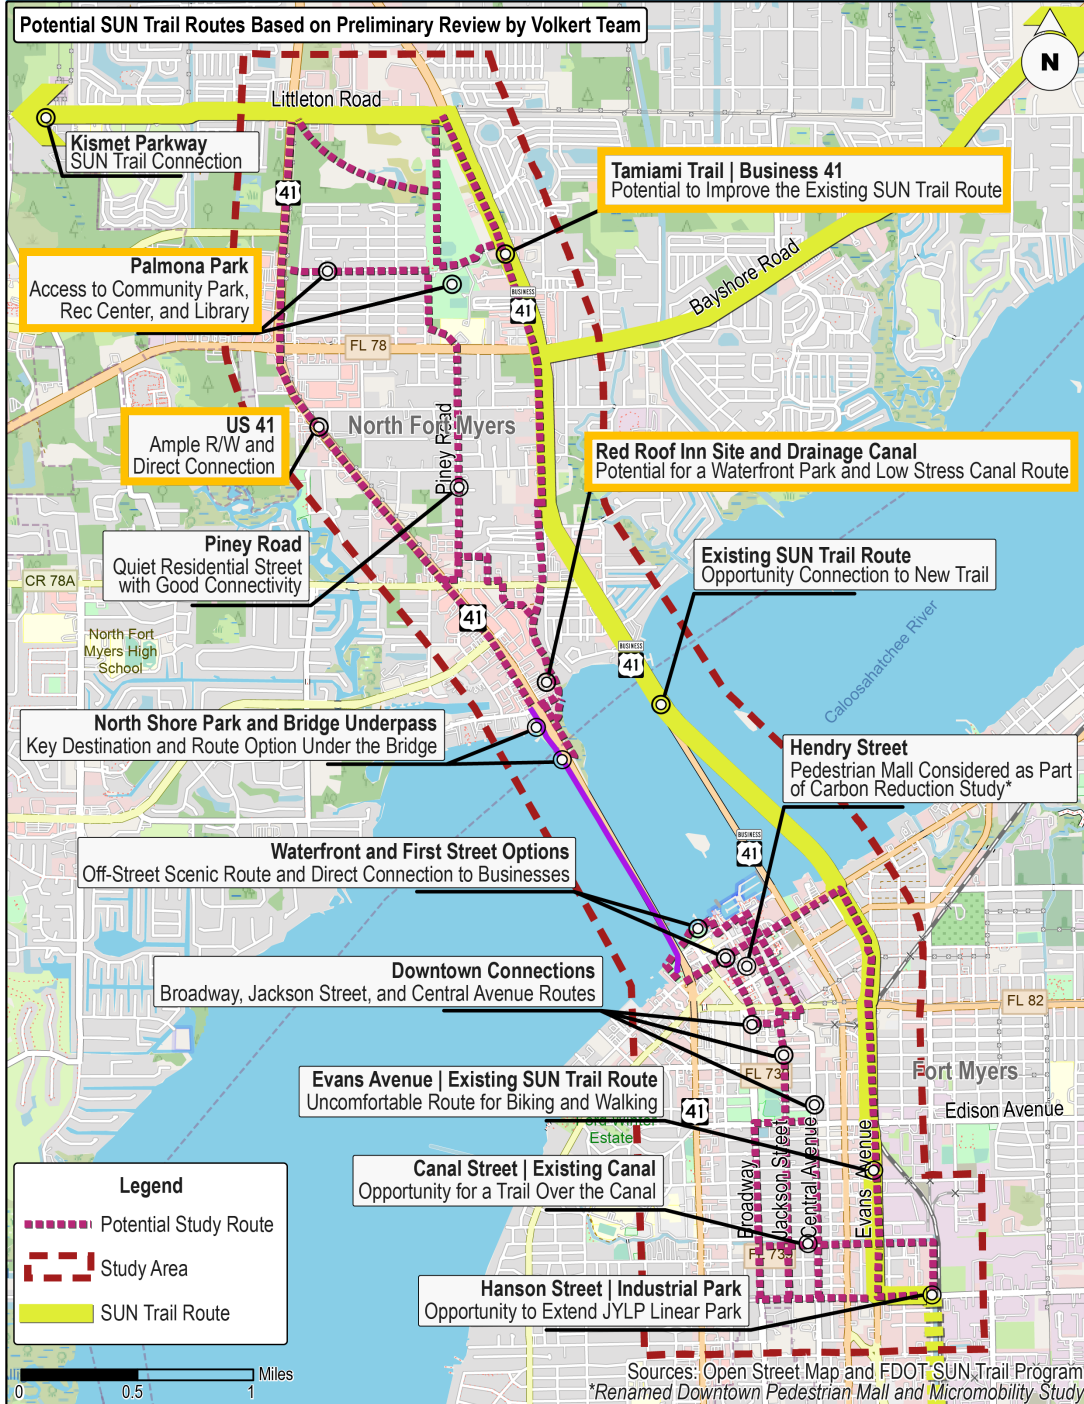 Potential SUN Trail Routes Based on Preliminary Review by Volkert Team
N
Littleton Road
Kismet Parkway
SUN Trail Connection
41
Tamiami Trail | Business 41
Potential to Improve the Existing SUN Trail Route
Palmona Park
Access to Community Park,
Rec Center, and Library
Bayshore Road
BUSINESS
41
FL 78
US 41
Ample R/W and
Direct Connection
North Fort Myers
Piney Road
Red Roof Inn Site and Drainage Canal
Potential for a Waterfront Park and Low Stress Canal Route
Piney Road
Quiet Residential Street
with Good Connectivity
Existing SUN Trail Route
Opportunity Connection to New Trail
CR 78A
41
North Fort
Myers High
School
BUSINESS
41
Caloosahatchee River
North Shore Park and Bridge Underpass
Key Destination and Route Option Under the Bridge
Hendry Street
Pedestrian Mall Considered as Part
of Carbon Reduction Study*
BUSINESS
41
Waterfront and First Street Options
Off-Street Scenic Route and Direct Connection to Businesses
Downtown Connections
Broadway, Jackson Street, and Central Avenue Routes
FL 82
Evans Avenue | Existing SUN Trail Route
Uncomfortable Route for Biking and Walking
FL 73
Fort Myers
41
Edison Avenue
Estate
Canal Street | Existing Canal
Opportunity for a Trail Over the Canal
Broadway
Jackson Street
Central Avenue
Evans Avenue
FL 73
Hanson Street | Industrial Park
Opportunity to Extend JYLP Linear Park
Legend
Potential Study Route
Study Area
SUN Trail Route
0
0.5
1
Miles
Sources: Open Street Map and FDOT SUN Trail Program
*Renamed Downtown Pedestrian Mall and Micromobility Study